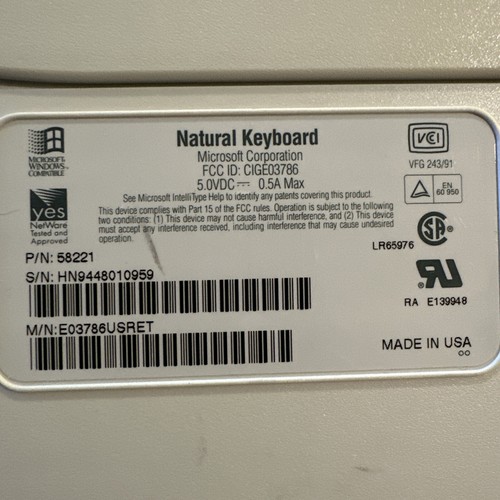 MICROSOFT.
WINDOWS.
COMPATIBLE
Natural Keyboard
Microsoft Corporation
FCC ID: CIGE03786
5.0VDC⎓ 0.5A Max
See Microsoft IntelliType Help to identify any patents covering this product.
This device complies with Part 15 of the FCC rules. Operation is subject to the following
two conditions: (1) This device may not cause harmful interference, and (2) This device
must accept any interference received, including interference that may cause undesired
operation.
VCI
VFG 243/91
EN
60 950
yes
NetWare
Tested and
Approved
LR65976
SA
P/N: 58221
S/N: HN9448010959
RU
RA E139948
M/N:E03786USRET
MADE IN USA